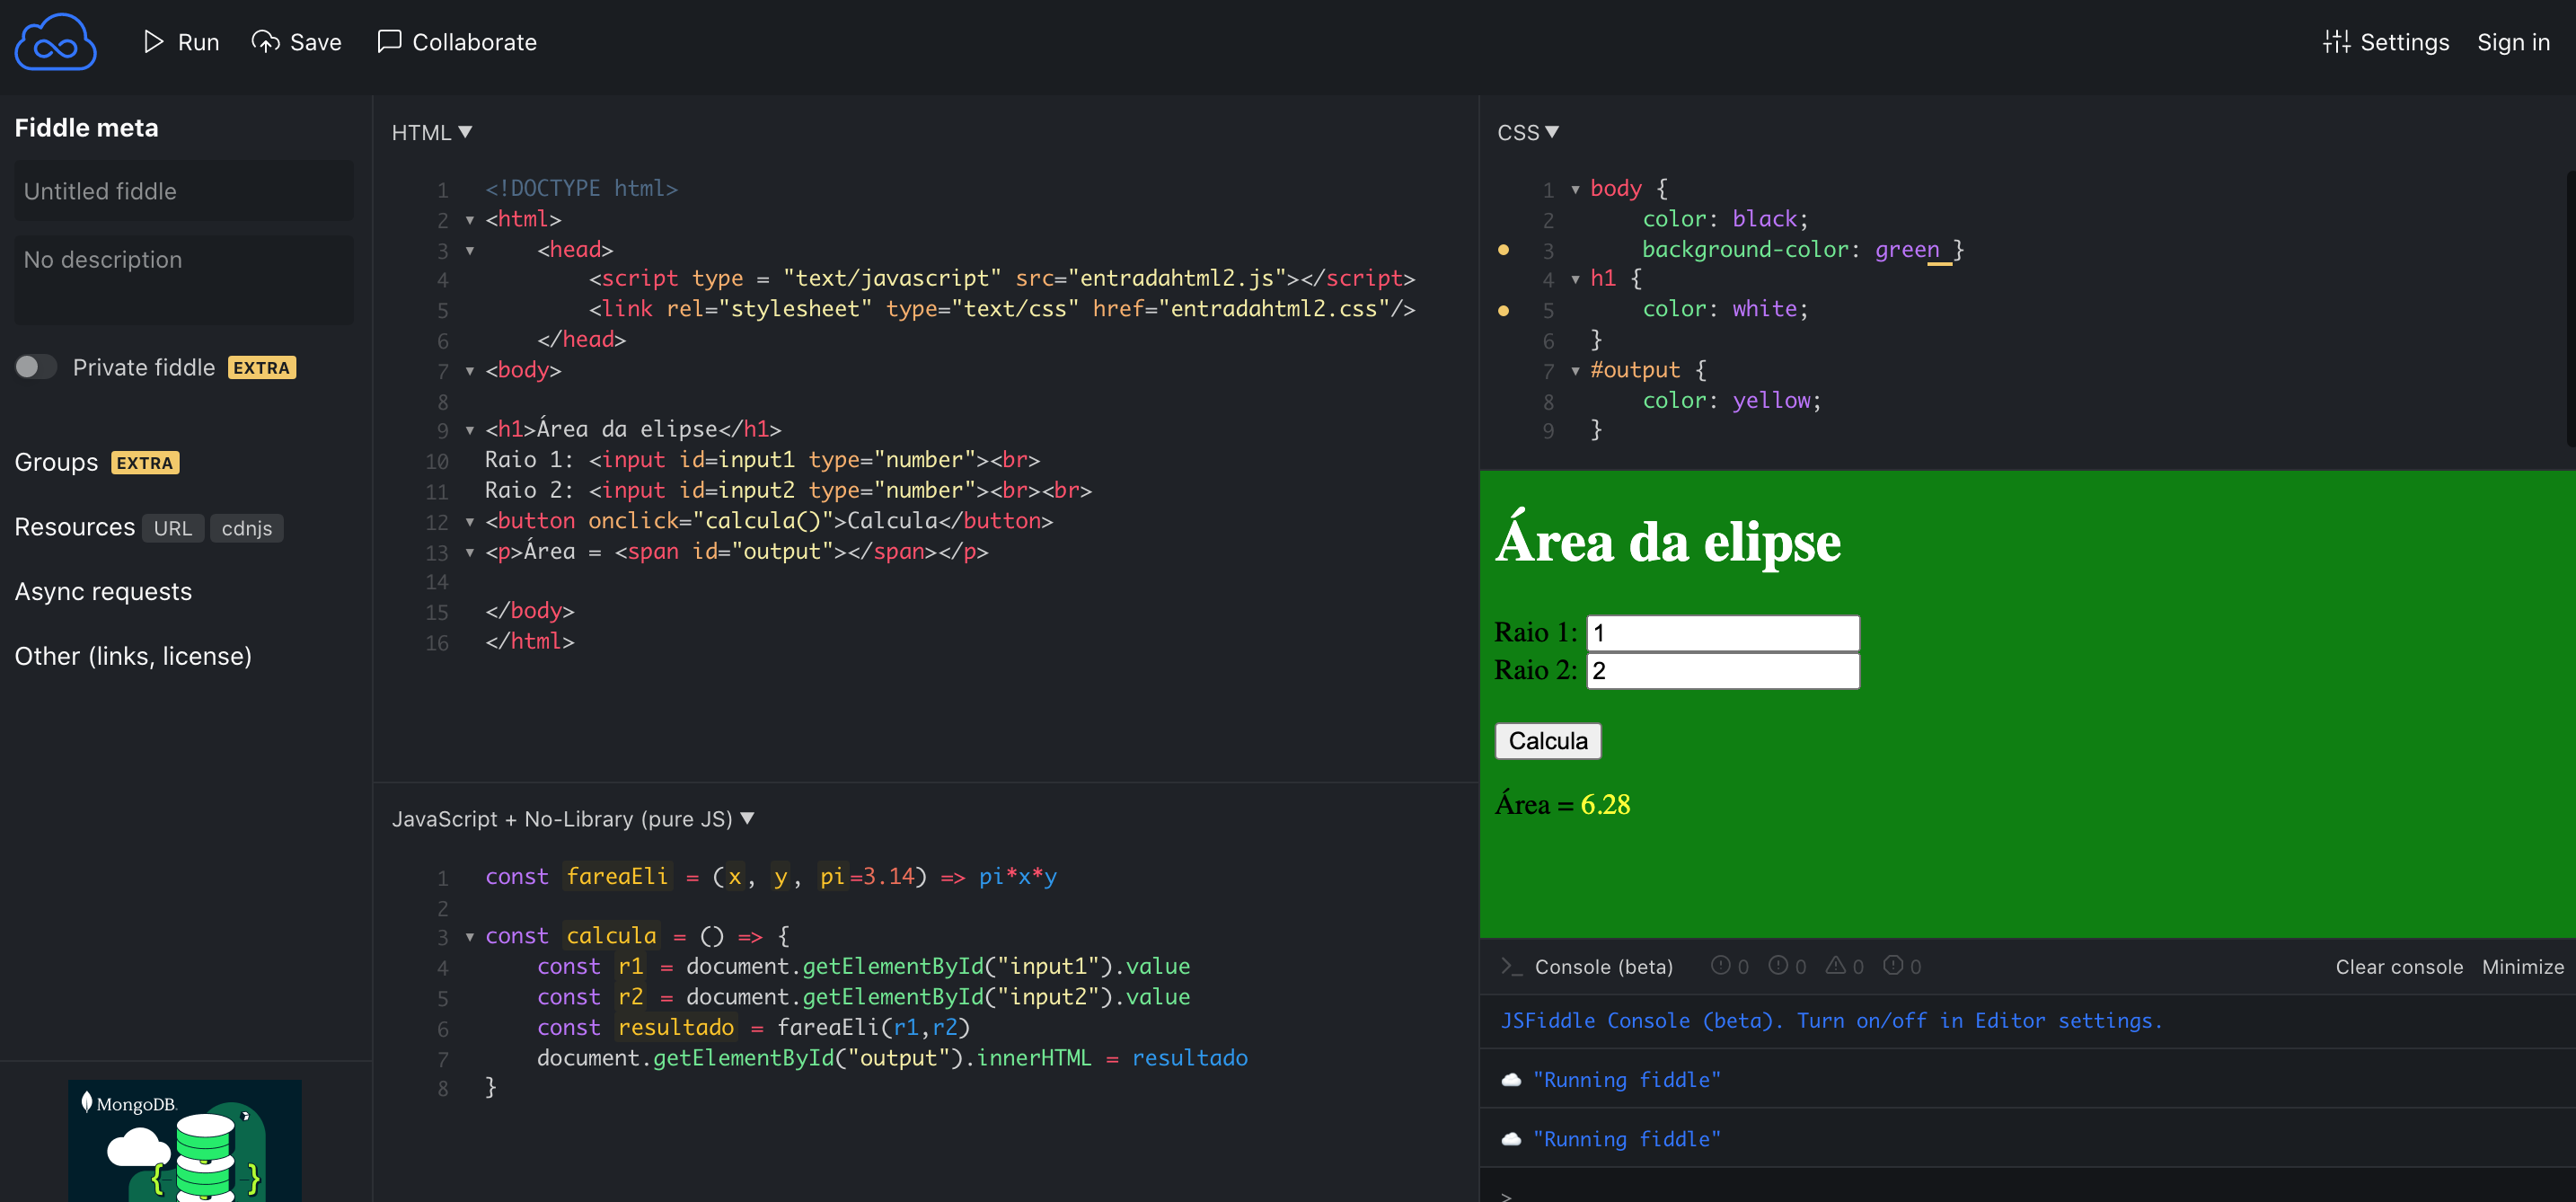 Run Save Collaborate Settings Sign in
Fiddle meta
Untitled fiddle
No description
Private fiddle EXTRA
Groups EXTRA
Resources URL cdnjs
Async requests
Other (links, license)
MongoDB.
HTML ▼
1 <!DOCTYPE html>
2 <html>
3     <head>
4         <script type = "text/javascript" src="entradahtml2.js"></script>
5         <link rel="stylesheet" type="text/css" href="entradahtml2.css"/>
6     </head>
7 <body>
8
9 <h1>Área da elipse</h1>
10 Raio 1: <input id=input1 type="number"><br>
11 Raio 2: <input id=input2 type="number"><br><br>
12 <button onclick="calcula()">Calcula</button>
13 <p>Área = <span id="output"></span></p>
14
15 </body>
16 </html>
JavaScript + No-Library (pure JS) ▼
1 const fareaEli = (x, y, pi=3.14) => pi*x*y
2
3 const calcula = () => {
4     const r1 = document.getElementById("input1").value
5     const r2 = document.getElementById("input2").value
6     const resultado = fareaEli(r1,r2)
7     document.getElementById("output").innerHTML = resultado
8 }
CSS ▼
1 body {
2     color: black;
3     background-color: green }
4 h1 {
5     color: white;
6 }
7 #output {
8     color: yellow;
9 }
Área da elipse
Raio 1: 1
Raio 2: 2
Calcula
Área = 6.28
Console (beta) 0 0 0 0 Clear console Minimize
JSFiddle Console (beta). Turn on/off in Editor settings.
"Running fiddle"
"Running fiddle"
>